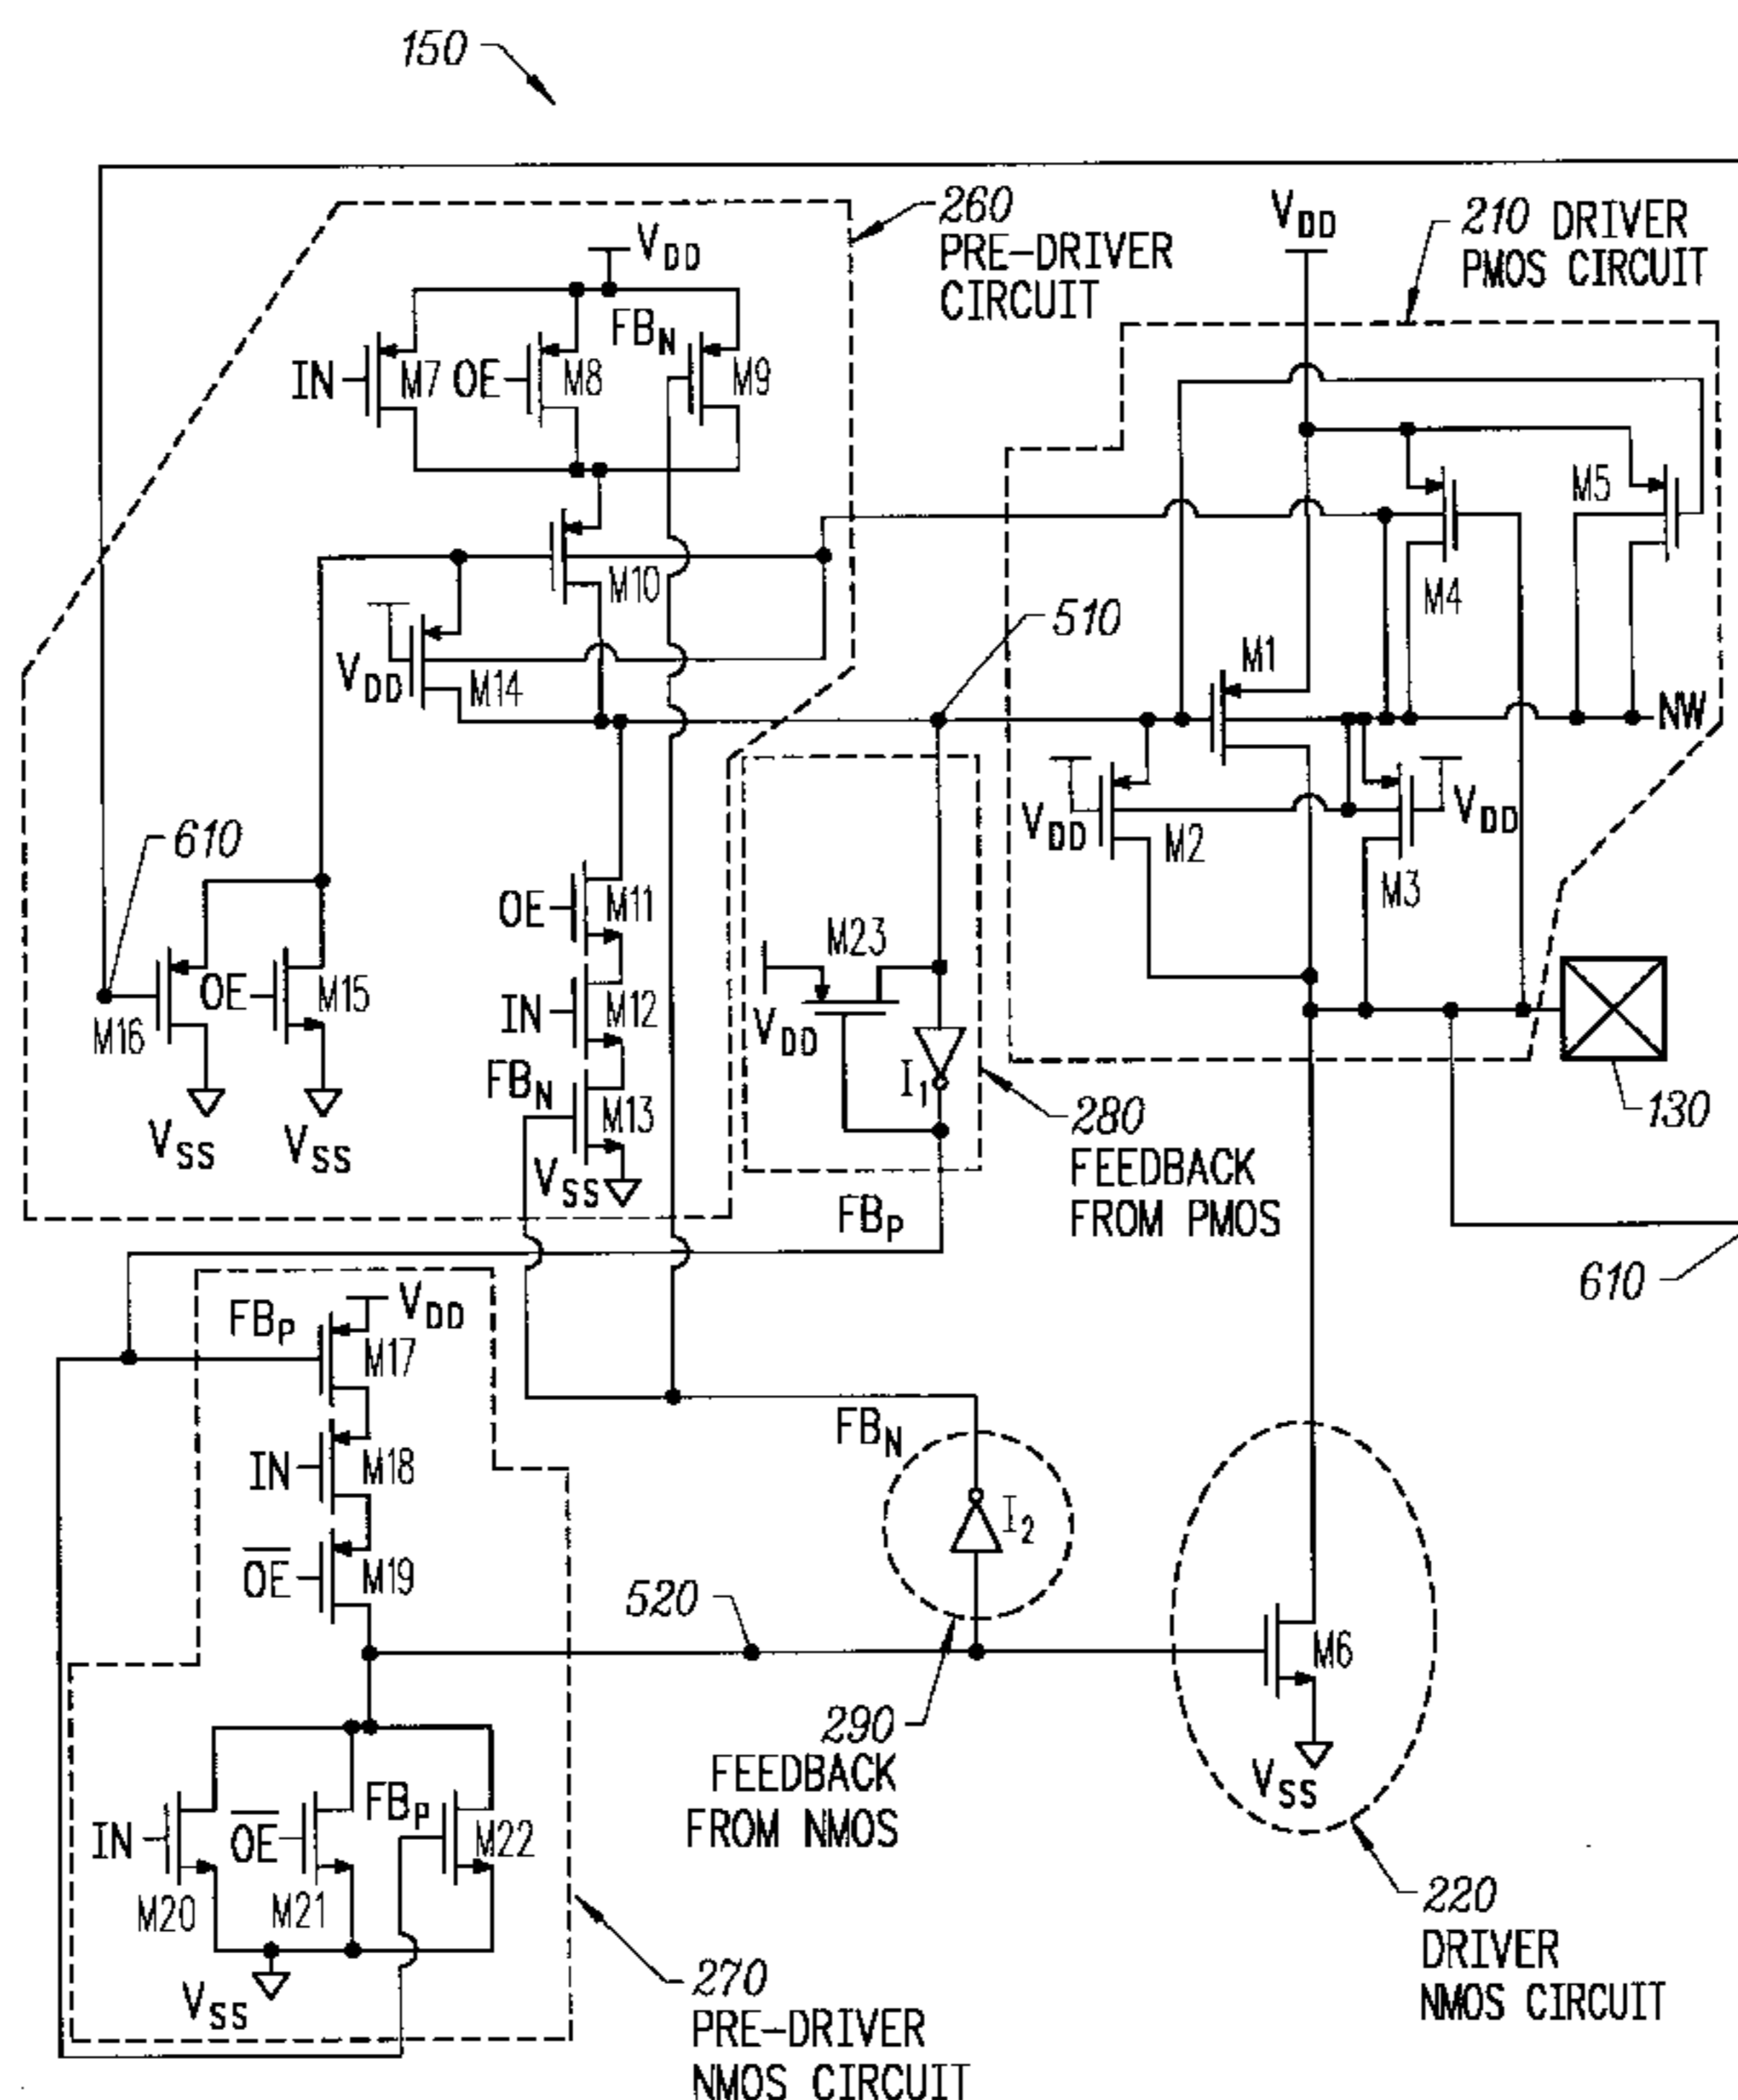 150
260
PRE-DRIVER
CIRCUIT
VDD
210 DRIVER
PMOS CIRCUIT
VDD
FBN
IN
M7
OE
M8
M9
M5
M4
M10
510
M1
VDD
M14
NW
VDD
M2
VDD
M3
610
OE
M11
M23
IN
M12
VDD
M16
OE
M15
FBN
M13
I1
280
FEEDBACK
FROM PMOS
130
VSS
VSS
VSS
FBP
610
FBP
VDD
M17
FBN
IN
M18
I2
OE
M19
520
M6
290
FEEDBACK
FROM NMOS
VSS
IN
OE
FBP
M22
M20
M21
220
DRIVER
NMOS CIRCUIT
VSS
270
PRE-DRIVER
NMOS CIRCUIT